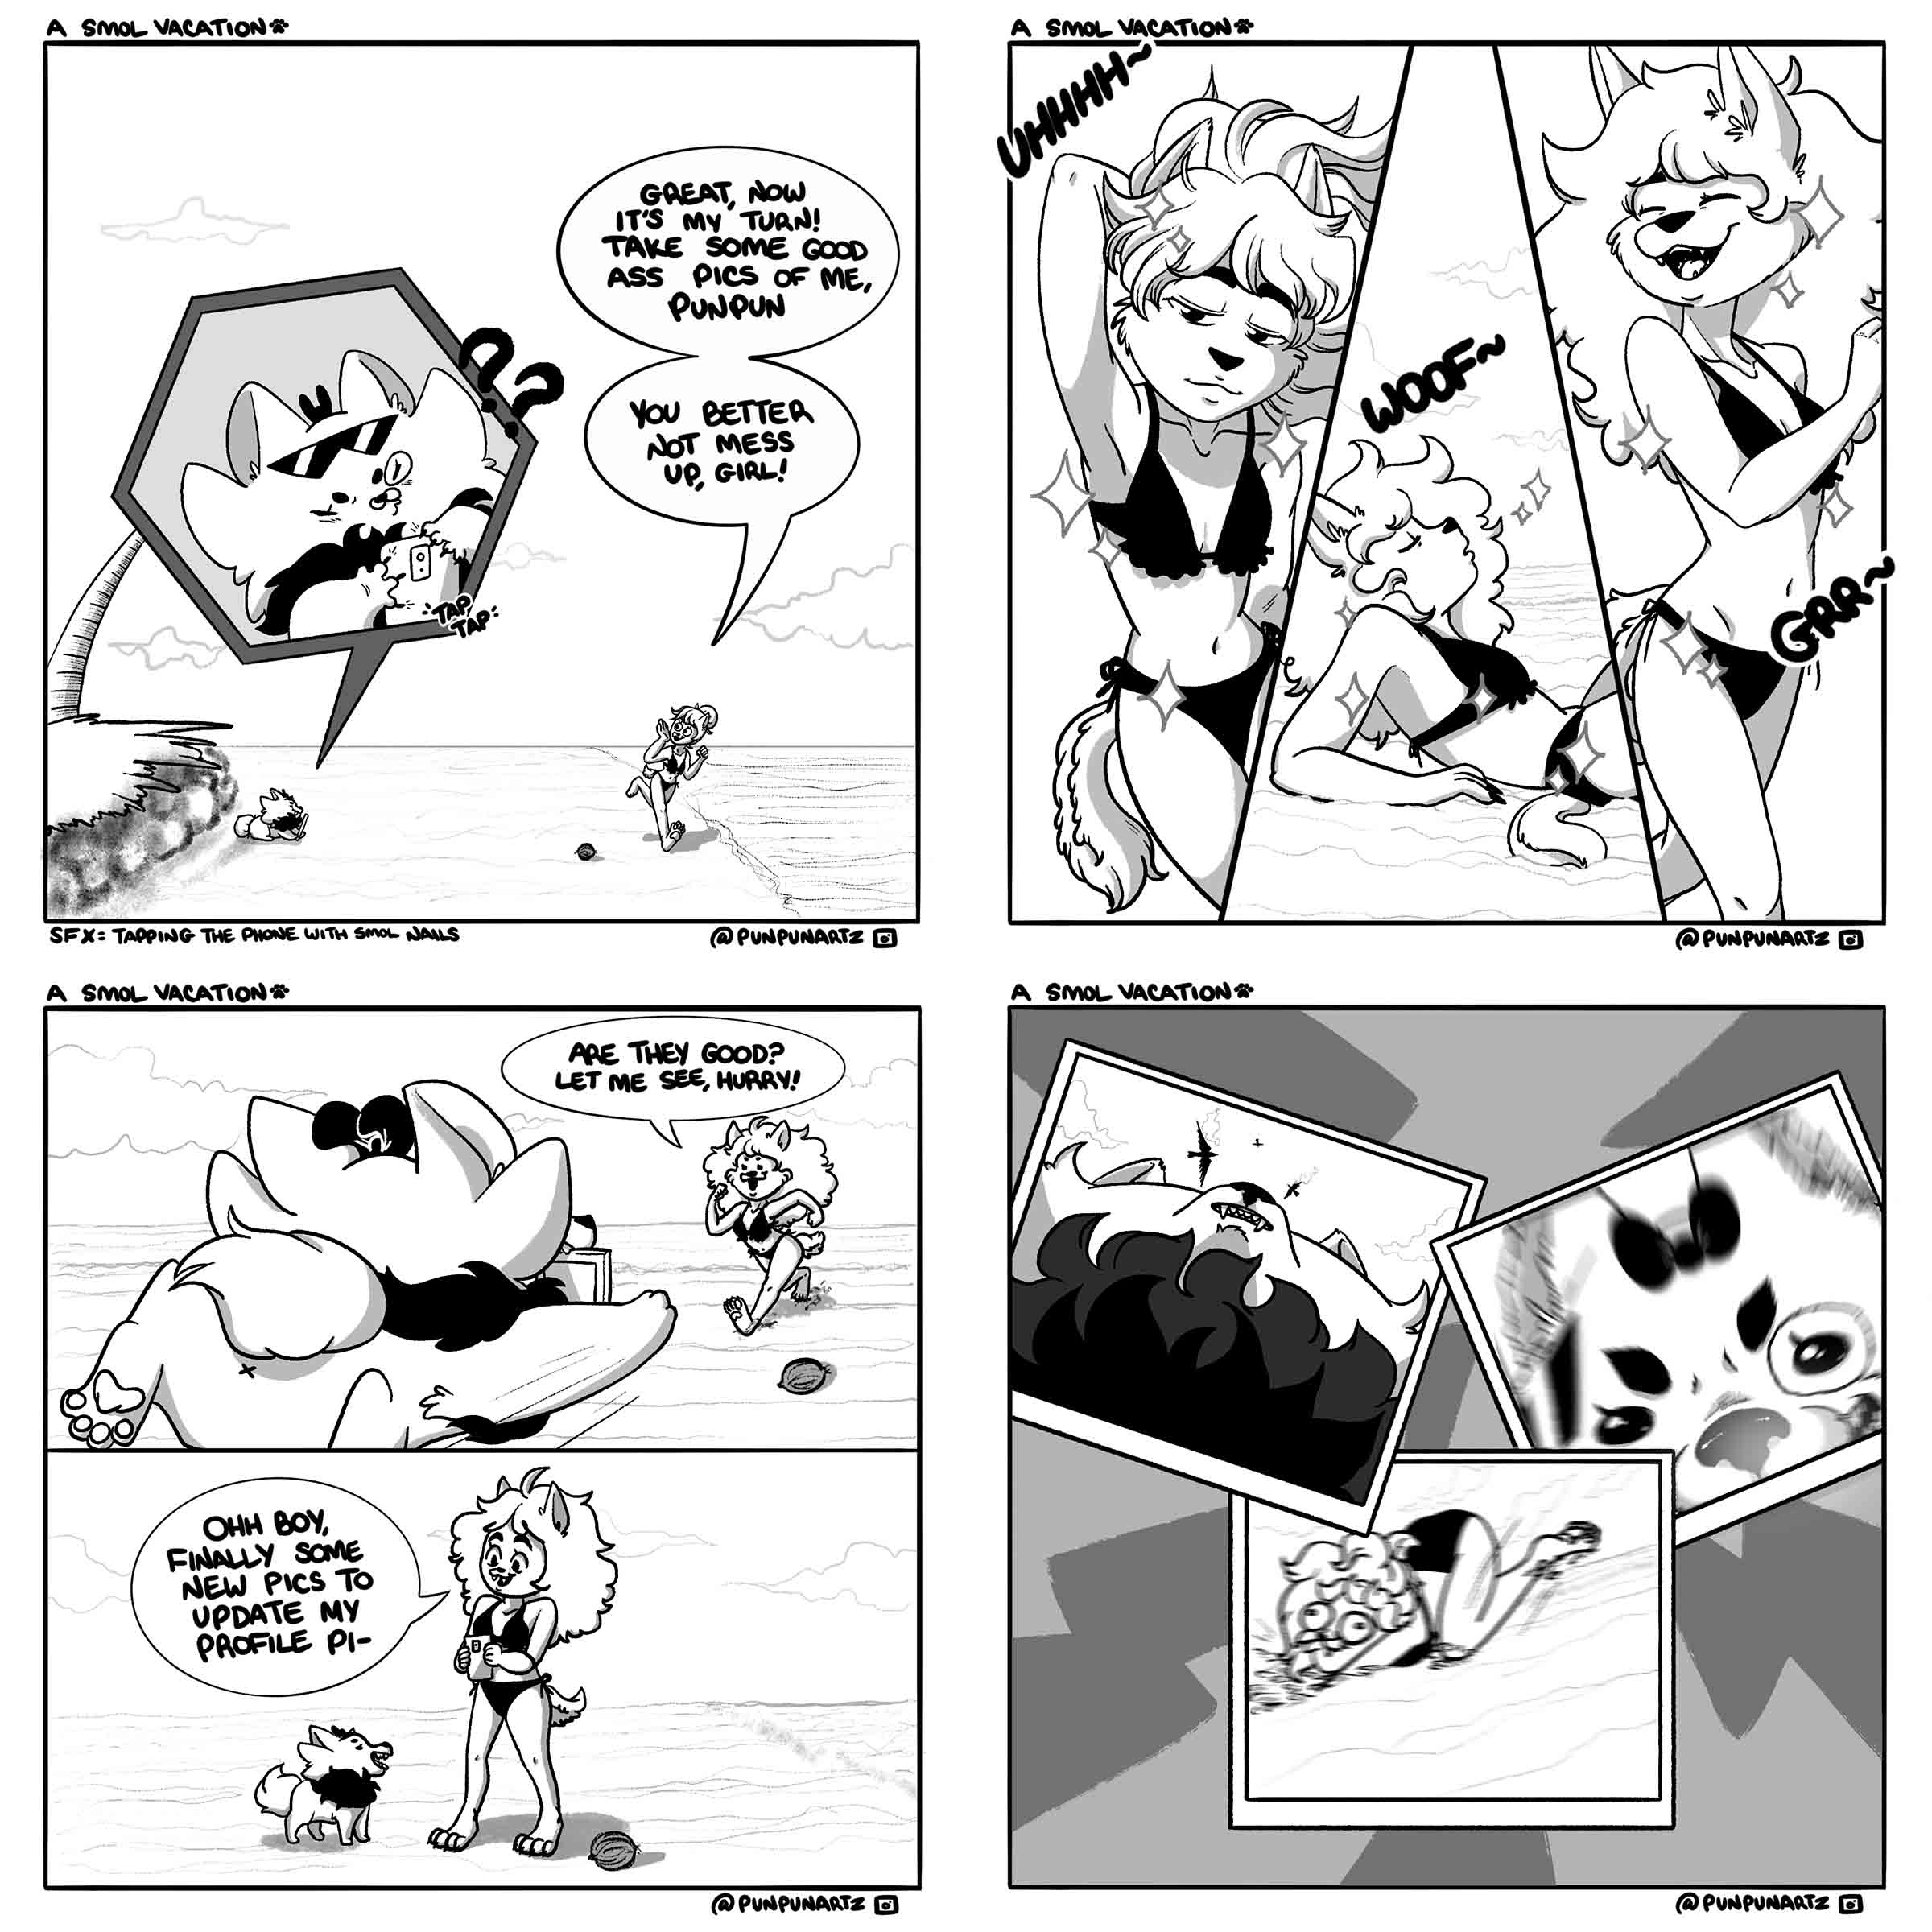 A SMOL VACATION
GREAT, NOW
IT'S MY TURN!
TAKE SOME GOOD
ASS PICS OF ME,
PUNPUN
??
YOU BETTER
NOT MESS
UP, GIRL!
TAP
TAP
SFX= TAPPING THE PHONE WITH SMOL NAILS
@PUNPUNARTZ
A SMOL VACATION
UHHHH~
WOOF~
GRR~
@PUNPUNARTZ
A SMOL VACATION
ARE THEY GOOD?
LET ME SEE, HURRY!
OHH BOY,
FINALLY SOME
NEW PICS TO
UPDATE MY
PROFILE PI-
@PUNPUNARTZ
A SMOL VACATION
@PUNPUNARTZ